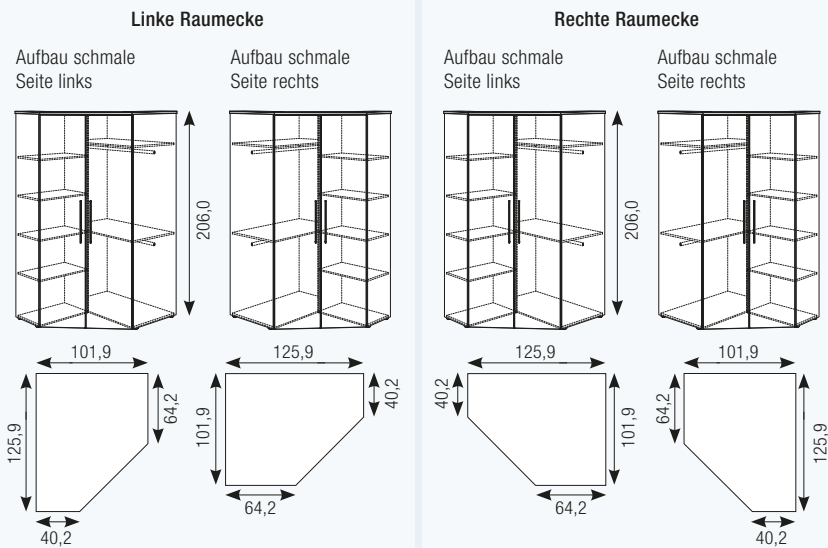 Linke Raumecke
Aufbau schmale
Seite links
Aufbau schmale
Seite rechts
206,0
101,9
125,9
64,2
40,2
125,9
101,9
40,2
64,2
Rechte Raumecke
Aufbau schmale
Seite links
Aufbau schmale
Seite rechts
206,0
125,9
40,2
101,9
64,2
101,9
64,2
125,9
40,2